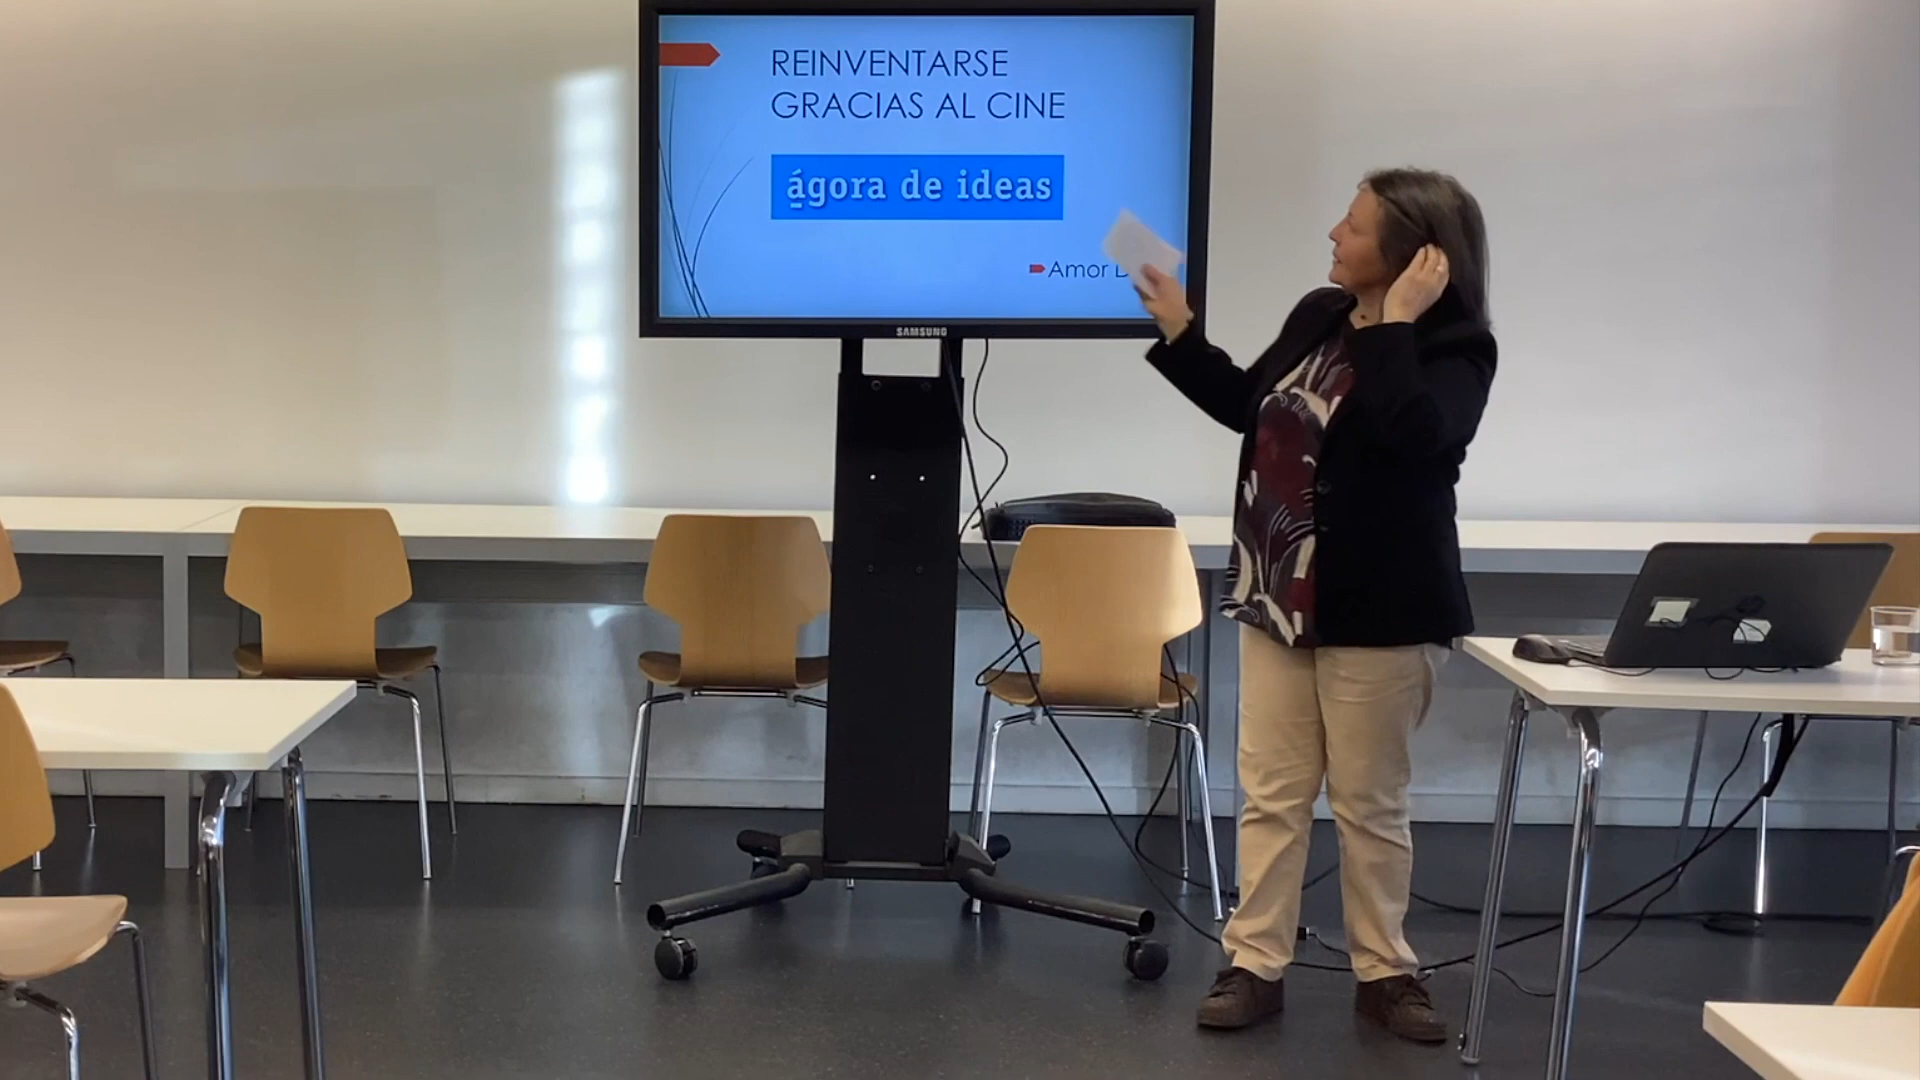 REINVENTARSE
GRACIAS AL CINE
ágora de ideas
Amor
SAMSUNG